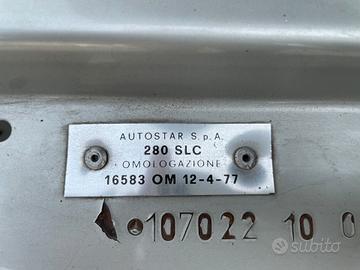 AUTOSTAR S.p.A.
280 SLC
OMOLOGAZIONE
16583 OM 12-4-77
107022 10 0
subito